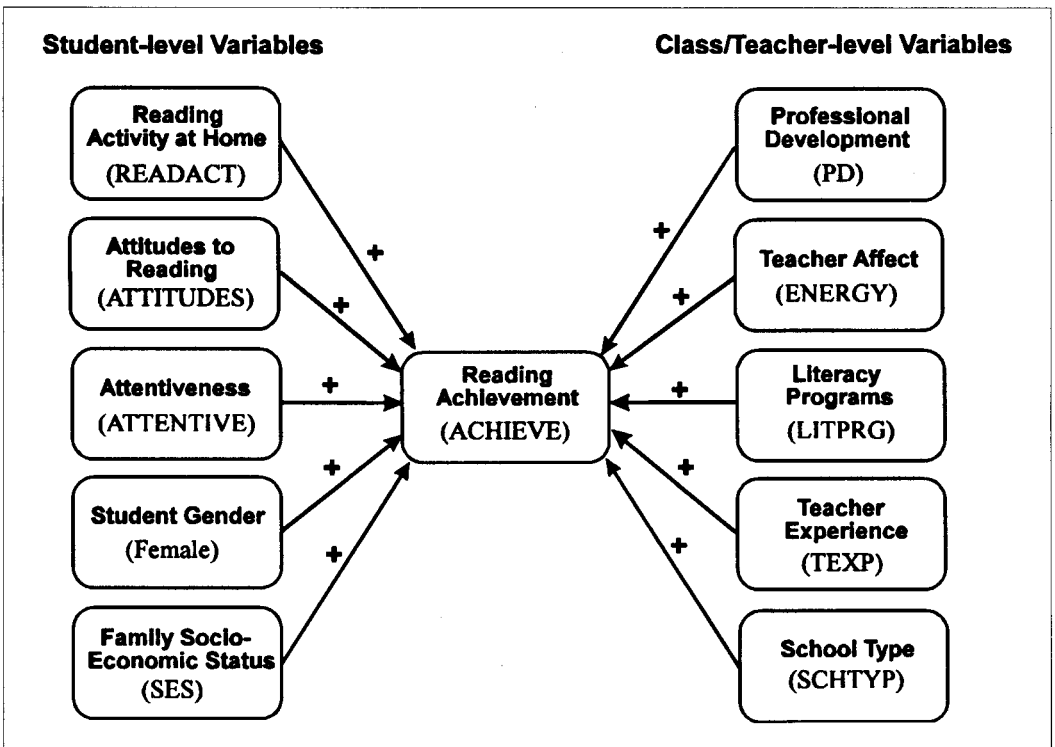 Student-level Variables
Class/Teacher-level Variables
Reading
Activity at Home
(READACT)
Attitudes to
Reading
(ATTITUDES)
Attentiveness
(ATTENTIVE)
Student Gender
(Female)
Family Socio-
Economic Status
(SES)
+
+
+
+
+
Reading
Achievement
(ACHIEVE)
+
+
+
+
+
Professional
Development
(PD)
Teacher Affect
(ENERGY)
Literacy
Programs
(LITPRG)
Teacher
Experience
(TEXP)
School Type
(SCHTYP)